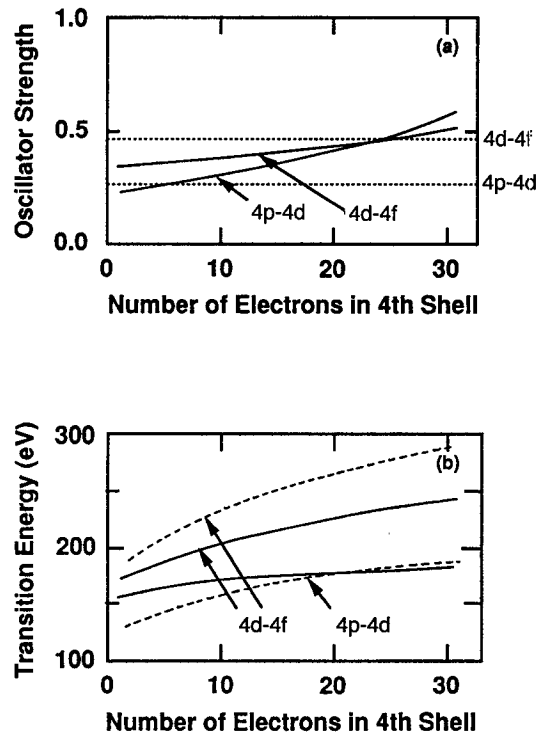 (a)
Oscillator Strength
1.0
0.5
0.0
4d-4f
4p-4d
4p-4d
4d-4f
0
10
20
30
Number of Electrons in 4th Shell
(b)
Transition Energy (eV)
300
200
100
4d-4f
4p-4d
0
10
20
30
Number of Electrons in 4th Shell